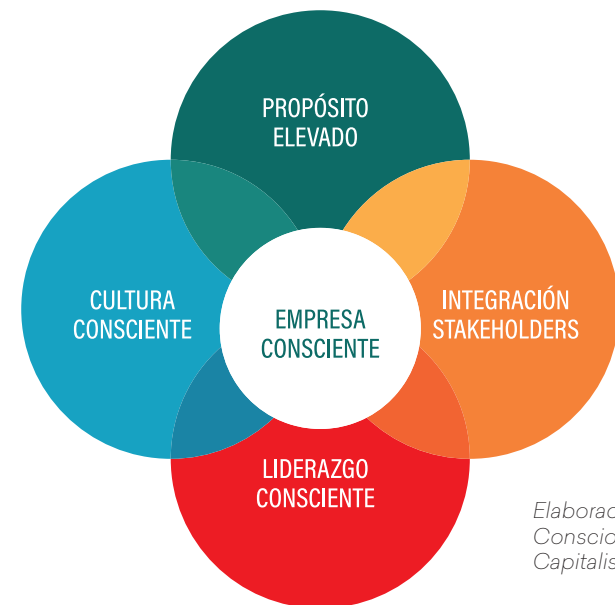 PROPÓSITO
ELEVADO
CULTURA
CONSCIENTE
EMPRESA
CONSCIENTE
INTEGRACIÓN
STAKEHOLDERS
LIDERAZGO
CONSCIENTE